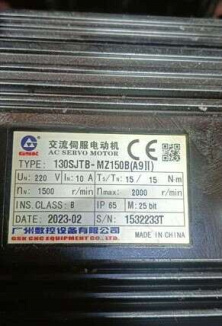 GSK
交流伺服电动机
AC SERVO MOTOR
CE
TYPE: 130SJTB-MZ150B(A9II)
UN: 220 V IN: 10 A Ts/TN: 15 / 15 N·m
nN: 1500 r/min nmax: 2000 r/min
INS.CLASS: B IP 65 M: 25 bit
DATE: 2023-02 S/N: 1532233T
广州数控设备有限公司
GSK CNC EQUIPMENT CO., LTD. MADE IN CHINA